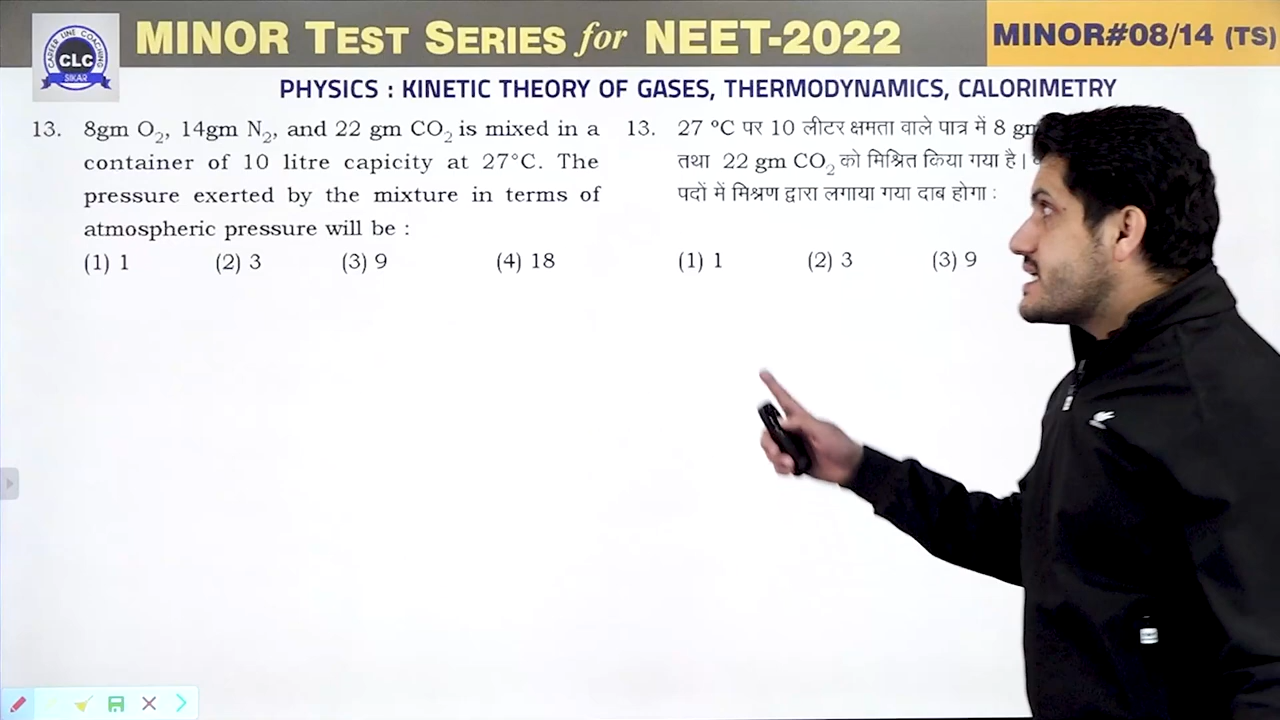 CAREER LINE COACHING
CLC
SIKAR
MINOR TEST SERIES for NEET-2022
MINOR#08/14 (TS)
PHYSICS : KINETIC THEORY OF GASES, THERMODYNAMICS, CALORIMETRY
13. 8gm O₂, 14gm N₂, and 22 gm CO₂ is mixed in a
container of 10 litre capicity at 27°C. The
pressure exerted by the mixture in terms of
atmospheric pressure will be :
(1) 1 (2) 3 (3) 9 (4) 18
13. 27 °C पर 10 लीटर क्षमता वाले पात्र में 8 gm
तथा 22 gm CO₂ को मिश्रित किया गया है।
पदों में मिश्रण द्वारा लगाया गया दाब होगा :
(1) 1 (2) 3 (3) 9